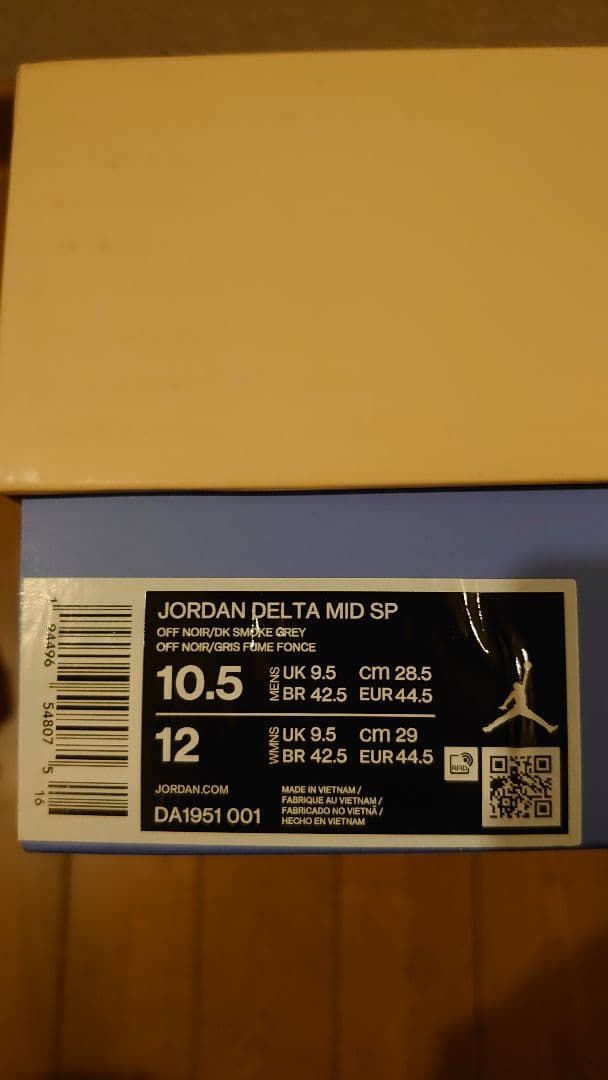 JORDAN DELTA MID SP
OFF NOIR/DK SMOKE GREY
OFF NOIR/GRIS FUME FONCE
10.5 MENS UK 9.5 cm 28.5
BR 42.5 EUR 44.5
12 WMNS UK 9.5 cm 29
BR 42.5 EUR 44.5
RFID
JORDAN.COM
DA1951 001
MADE IN VIETNAM /
FABRIQUE AU VIETNAM /
FABRICADO NO VIETNÃ /
HECHO EN VIETNAM
1 94496 54807 5 16